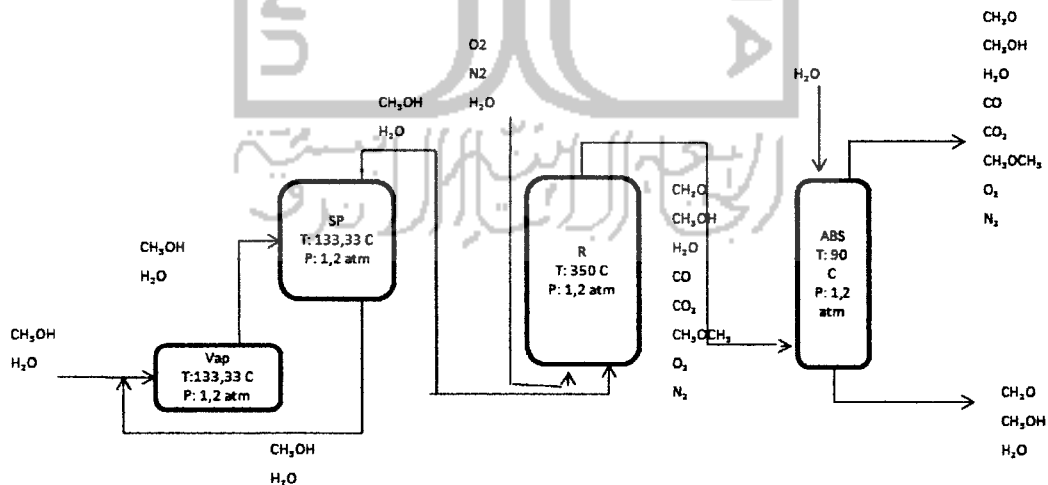 CH₃OH
H₂O
Vap
T:133,33 C
P: 1,2 atm
CH₃OH
H₂O
CH₃OH
H₂O
SP
T: 133,33 C
P: 1,2 atm
CH₃OH
H₂O
O2
N2
H₂O
R
T: 350 C
P: 1,2 atm
CH₂O
CH₃OH
H₂O
CO
CO₂
CH₃OCH₃
O₂
N₂
H₂O
ABS
T: 90
C
P: 1,2
atm
CH₂O
CH₃OH
H₂O
CO
CO₂
CH₃OCH₃
O₂
N₂
CH₂O
CH₃OH
H₂O